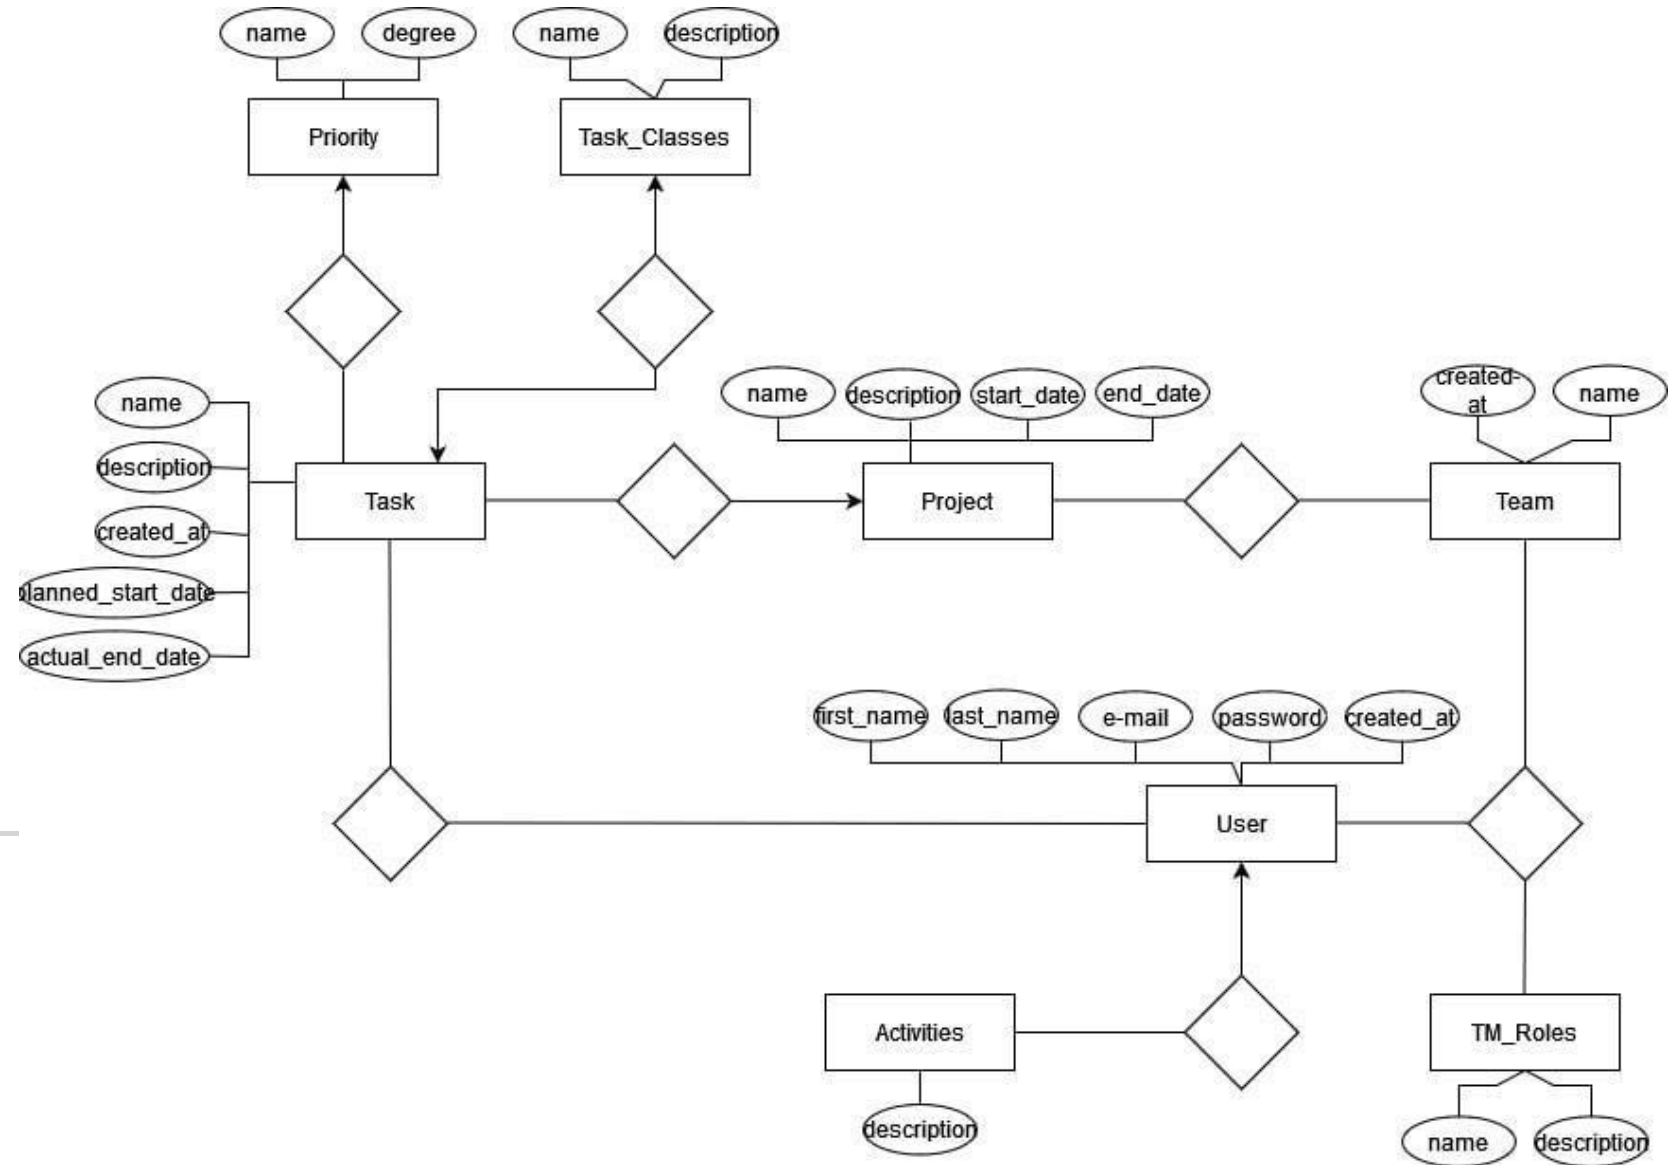 name
degree
name
description
Priority
Task_Classes
name
description
start_date
end_date
created-
at
name
name
description
created_at
planned_start_date
actual_end_date
Task
Project
Team
first_name
last_name
e-mail
password
created_at
User
Activities
TM_Roles
description
name
description